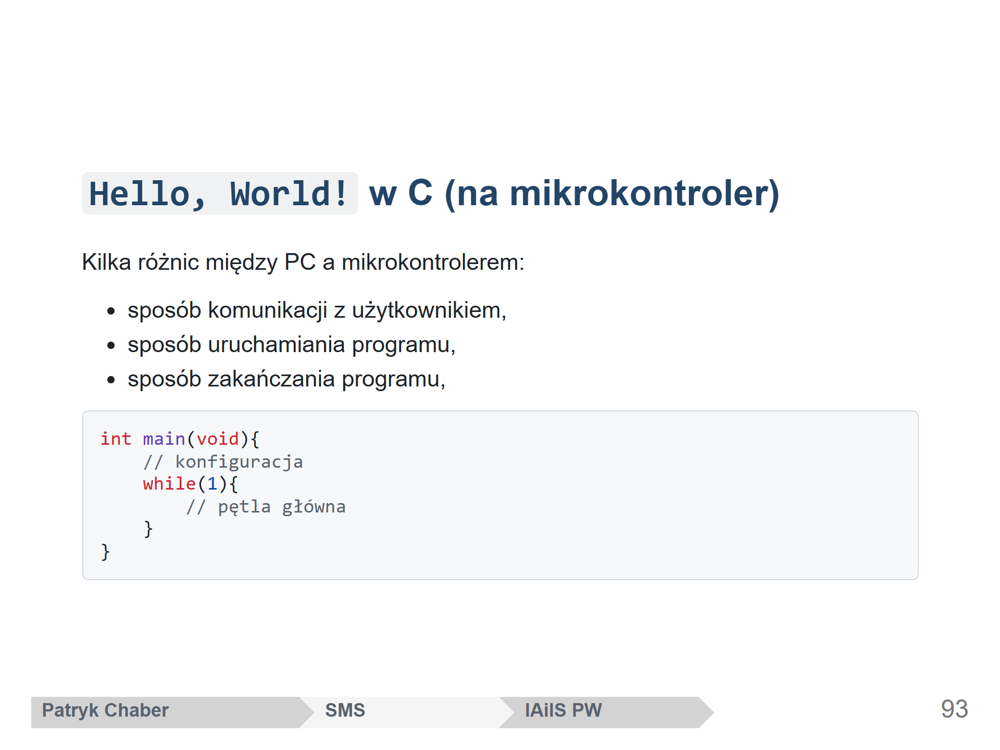 Hello, World! w C (na mikrokontroler)
Kilka różnic między PC a mikrokontrolerem:
• sposób komunikacji z użytkownikiem,
• sposób uruchamiania programu,
• sposób zakańczania programu,
int main(void){
    // konfiguracja
    while(1){
        // pętla główna
    }
}
Patryk Chaber SMS IAiIS PW 93